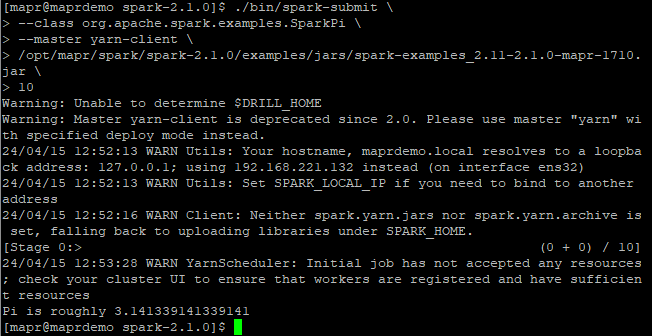 [mapr@maprdemo spark-2.1.0]$ ./bin/spark-submit \
> --class org.apache.spark.examples.SparkPi \
> --master yarn-client \
> /opt/mapr/spark/spark-2.1.0/examples/jars/spark-examples_2.11-2.1.0-mapr-1710.
jar \
> 10
Warning: Unable to determine $DRILL_HOME
Warning: Master yarn-client is deprecated since 2.0. Please use master "yarn" wi
th specified deploy mode instead.
24/04/15 12:52:13 WARN Utils: Your hostname, maprdemo.local resolves to a loopba
ck address: 127.0.0.1; using 192.168.221.132 instead (on interface ens32)
24/04/15 12:52:13 WARN Utils: Set SPARK_LOCAL_IP if you need to bind to another
address
24/04/15 12:52:16 WARN Client: Neither spark.yarn.jars nor spark.yarn.archive is
 set, falling back to uploading libraries under SPARK_HOME.
[Stage 0:>                                                         (0 + 0) / 10]
24/04/15 12:53:28 WARN YarnScheduler: Initial job has not accepted any resources
; check your cluster UI to ensure that workers are registered and have sufficien
t resources
Pi is roughly 3.141339141339141
[mapr@maprdemo spark-2.1.0]$